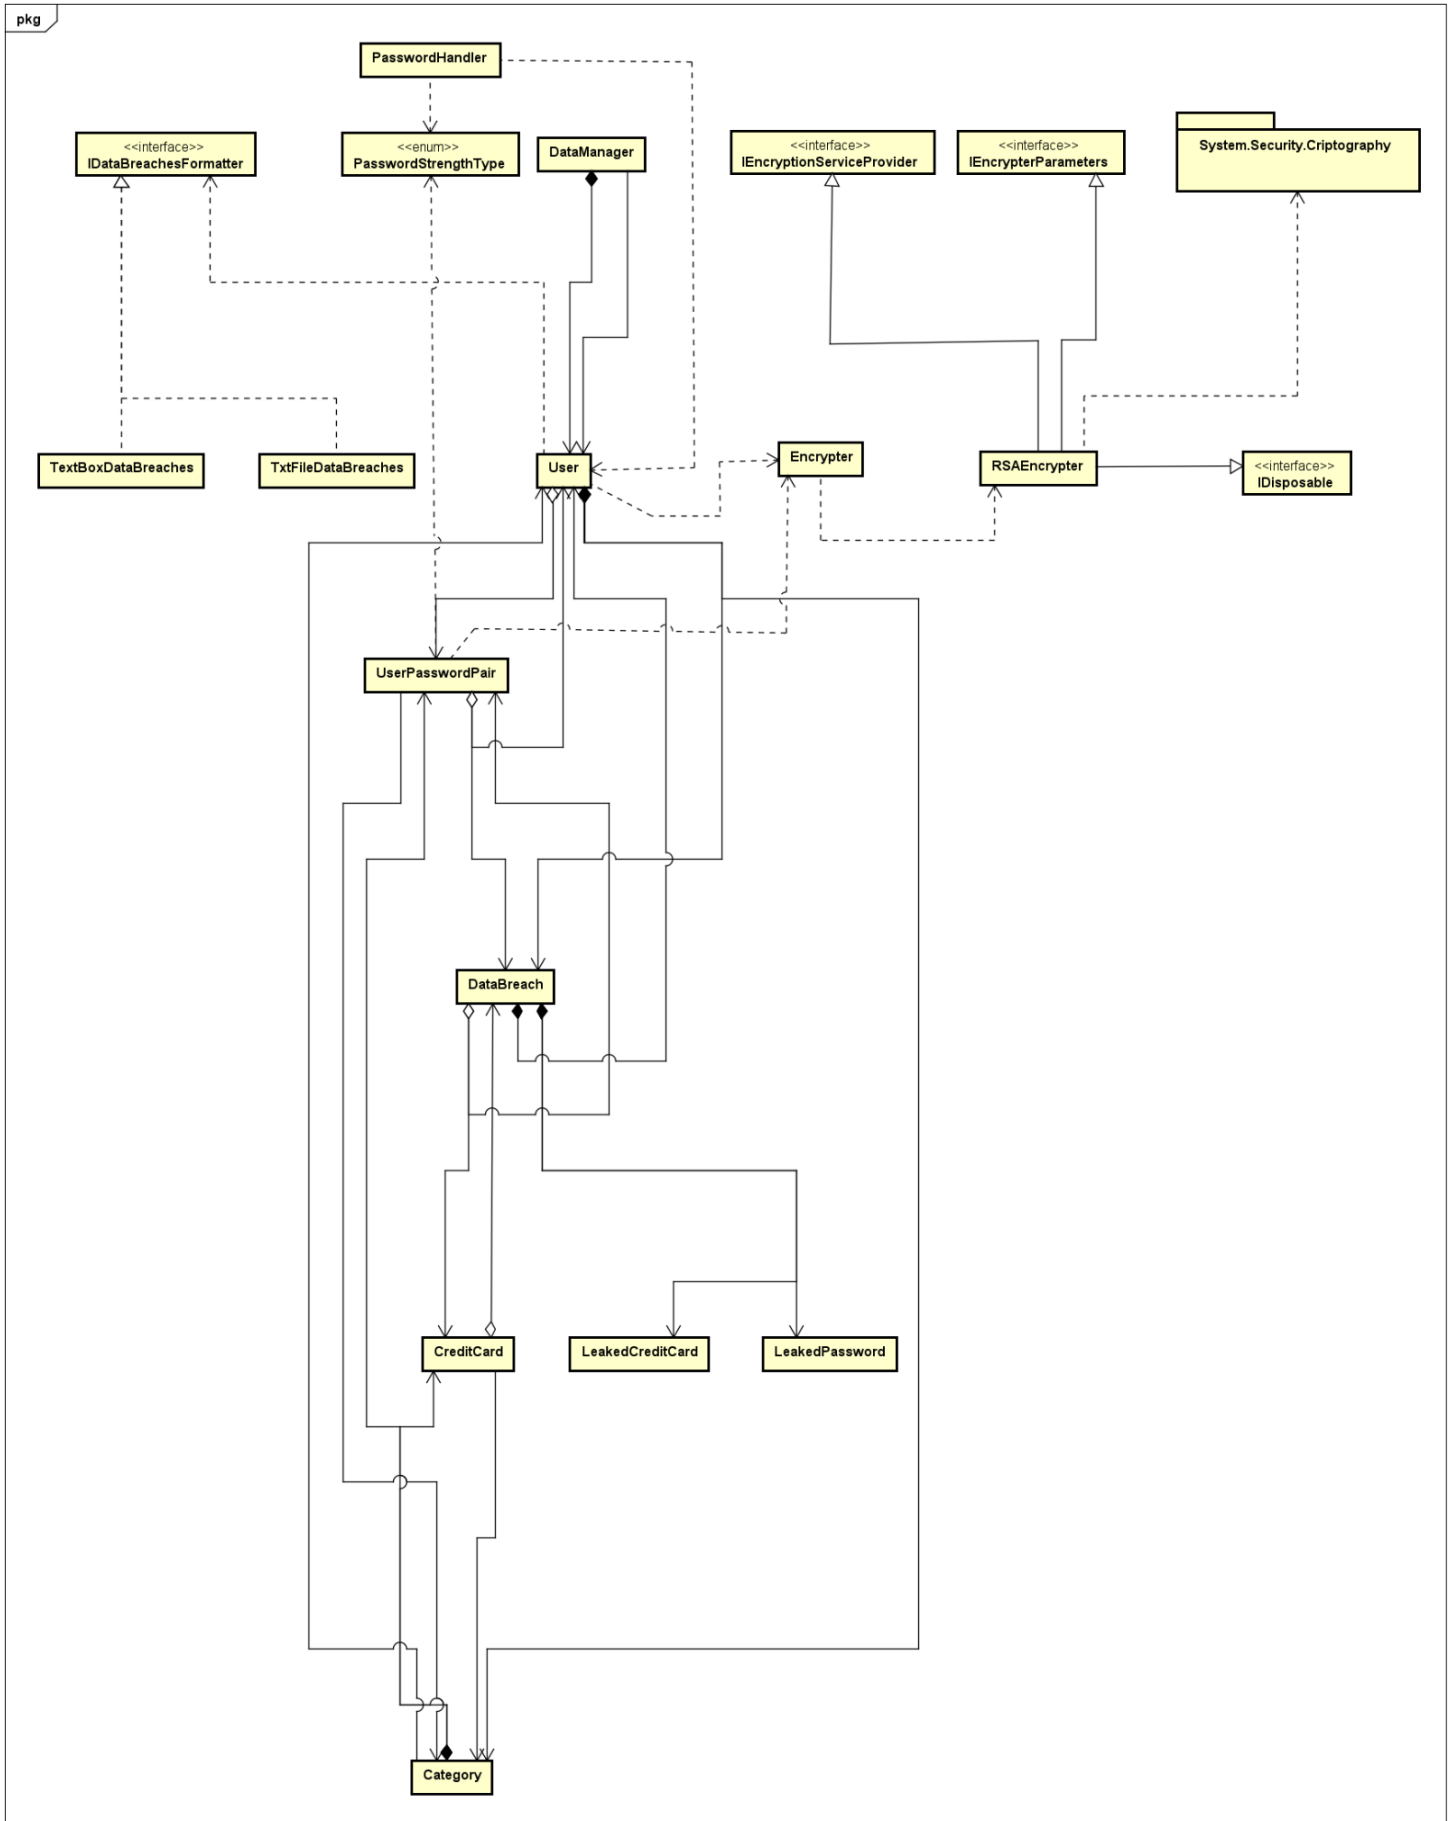 pkg
PasswordHandler
<<interface>>
IDataBreachesFormatter
<<enum>>
PasswordStrengthType
DataManager
<<interface>>
IEncryptionServiceProvider
<<interface>>
IEncrypterParameters
System.Security.Criptography
TextBoxDataBreaches
TxtFileDataBreaches
User
Encrypter
RSAEncrypter
<<interface>>
IDisposable
UserPasswordPair
DataBreach
CreditCard
LeakedCreditCard
LeakedPassword
Category